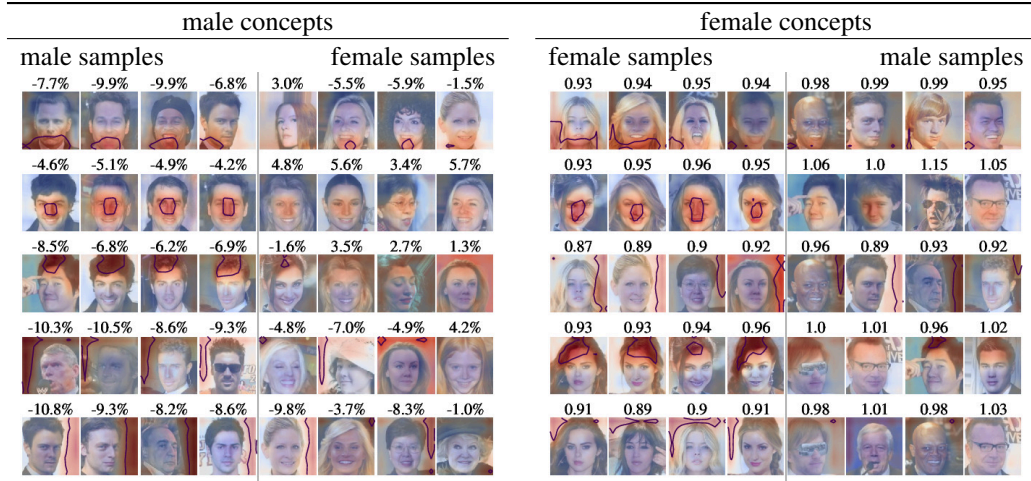 male concepts
male samples female samples
-7.7% -9.9% -9.9% -6.8% 3.0% -5.5% -5.9% -1.5%
-4.6% -5.1% -4.9% -4.2% 4.8% 5.6% 3.4% 5.7%
-8.5% -6.8% -6.2% -6.9% -1.6% 3.5% 2.7% 1.3%
-10.3% -10.5% -8.6% -9.3% -4.8% -7.0% -4.9% 4.2%
-10.8% -9.3% -8.2% -8.6% -9.8% -3.7% -8.3% -1.0%
female concepts
female samples male samples
0.93 0.94 0.95 0.94 0.98 0.99 0.99 0.95
0.93 0.95 0.96 0.95 1.06 1.0 1.15 1.05
0.87 0.89 0.9 0.92 0.96 0.89 0.93 0.92
0.93 0.93 0.94 0.96 1.0 1.01 0.96 1.02
0.91 0.89 0.9 0.91 0.98 1.01 0.98 1.03